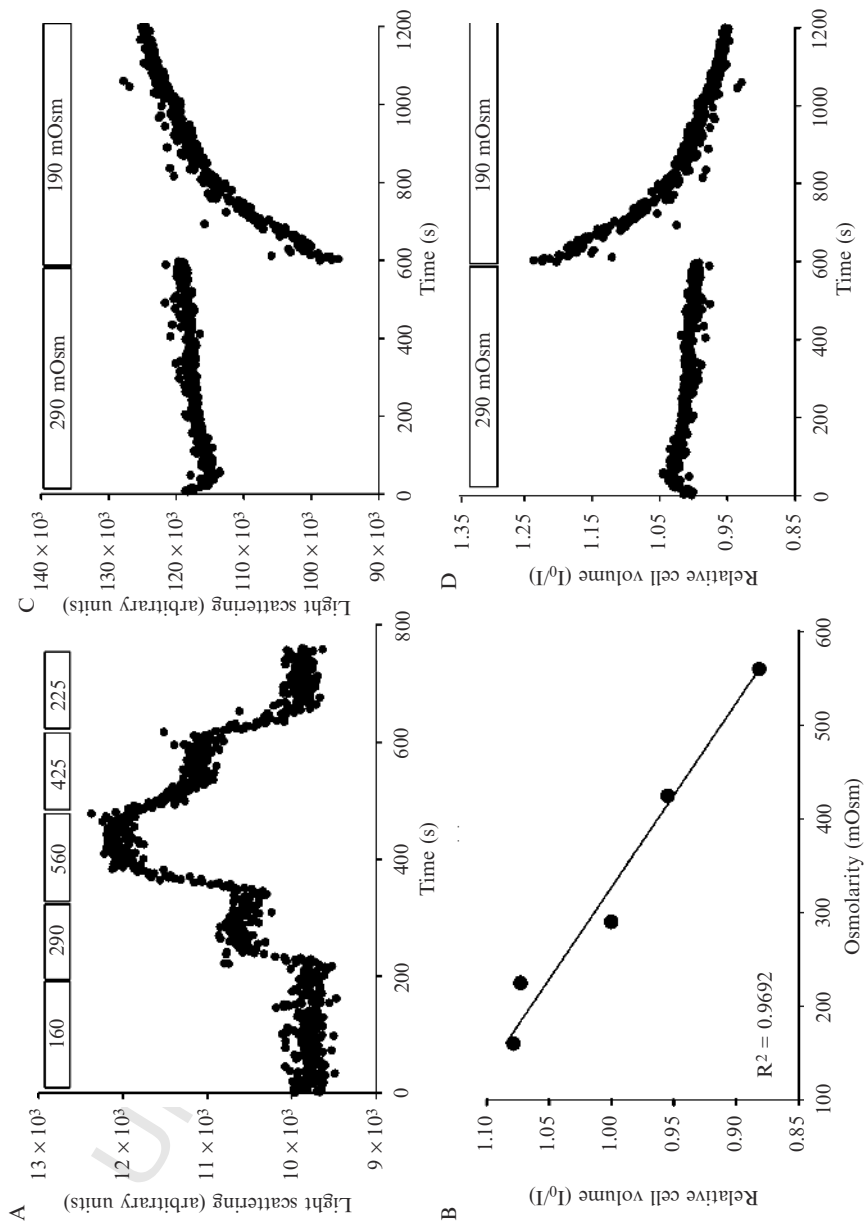 A
Light scattering (arbitrary units)
13 × 10³
12 × 10³
11 × 10³
10 × 10³
9 × 10³
160
290
560
425
225
0
200
400
600
800
Time (s)
B
Relative cell volume (I₀/I)
1.10
1.05
1.00
0.95
0.90
0.85
R² = 0.9692
100
200
300
400
500
600
Osmolarity (mOsm)
C
Light scattering (arbitrary units)
140 × 10³
130 × 10³
120 × 10³
110 × 10³
100 × 10³
90 × 10³
290 mOsm
190 mOsm
0
200
400
600
800
1000
1200
Time (s)
D
Relative cell volume (I₀/I)
1.35
1.25
1.15
1.05
0.95
0.85
290 mOsm
190 mOsm
0
200
400
600
800
1000
1200
Time (s)